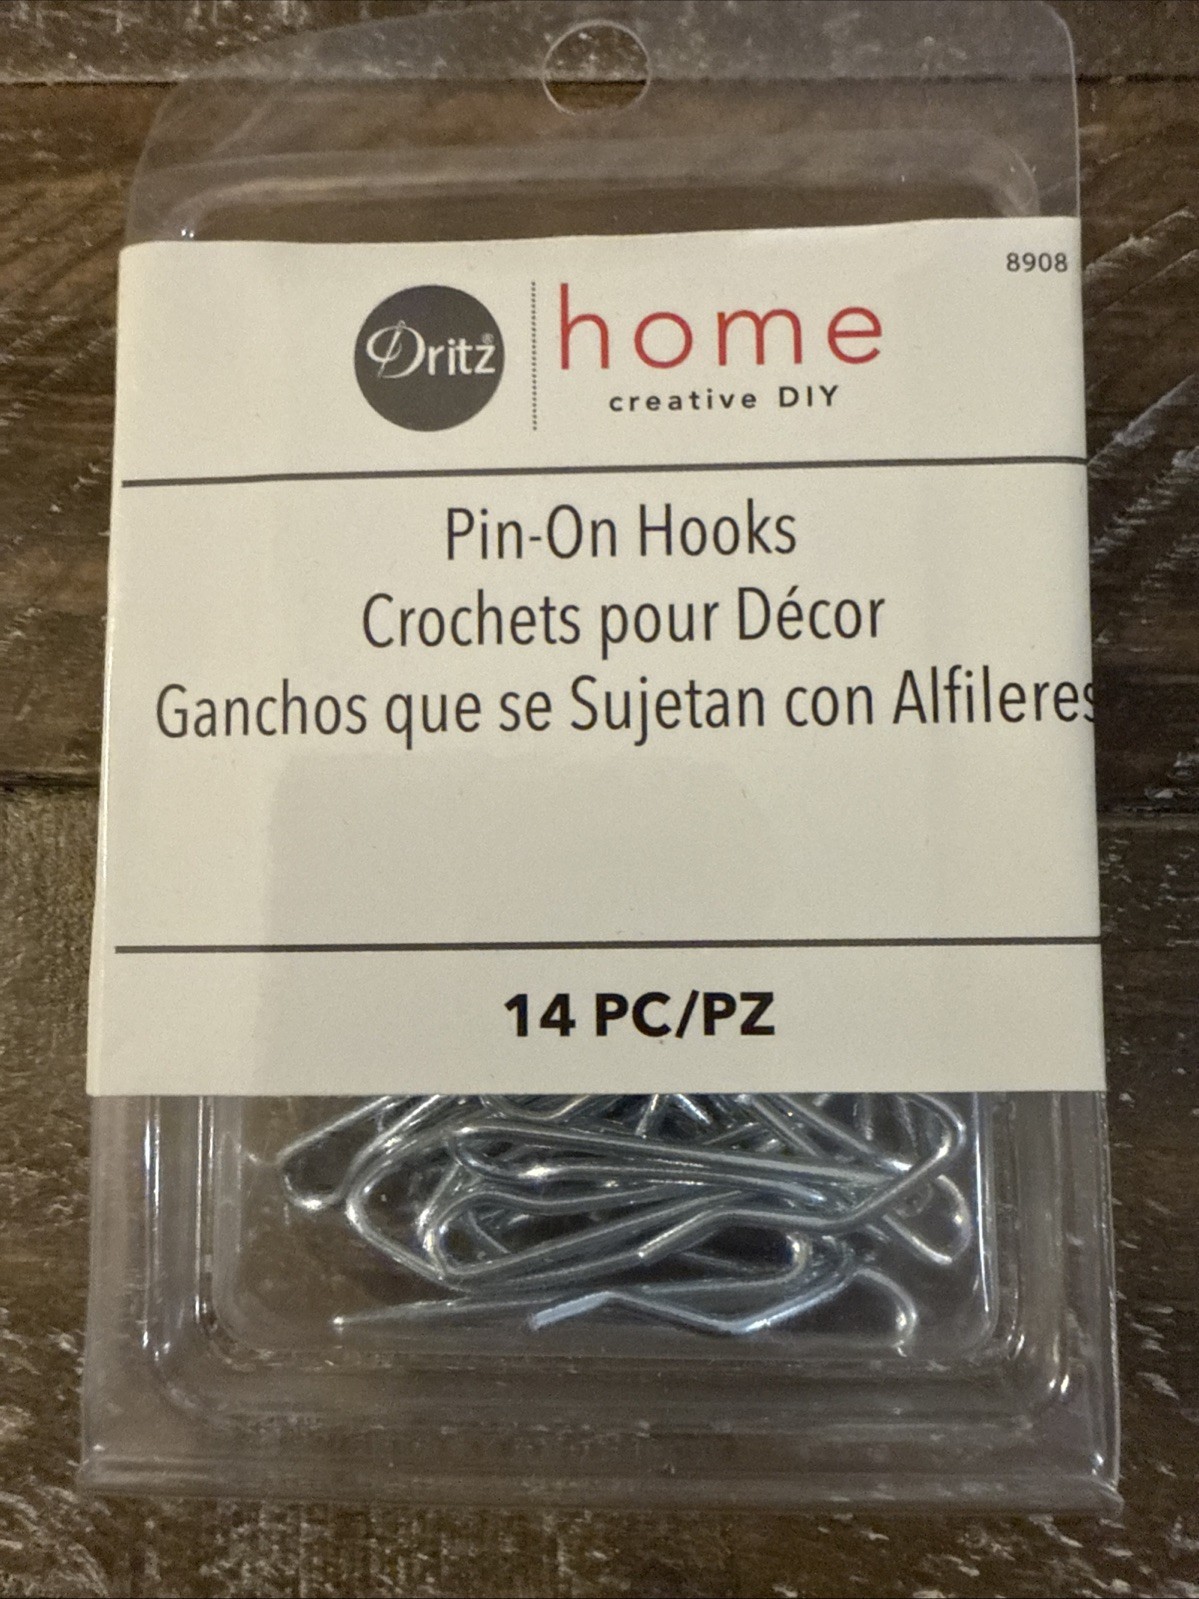 8908
Dritz®
home
creative DIY
Pin-On Hooks
Crochets pour Décor
Ganchos que se Sujetan con Alfileres
14 PC/PZ